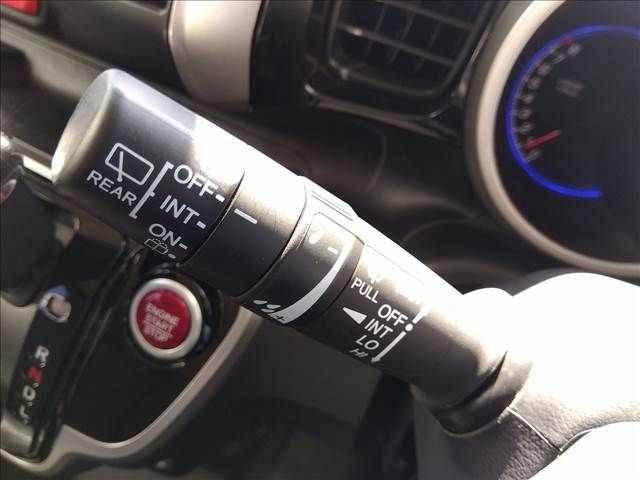 REAR
OFF
INT
ON
PULL
OFF
INT
LO
HI
ENGINE
START
STOP
R
N
D
L